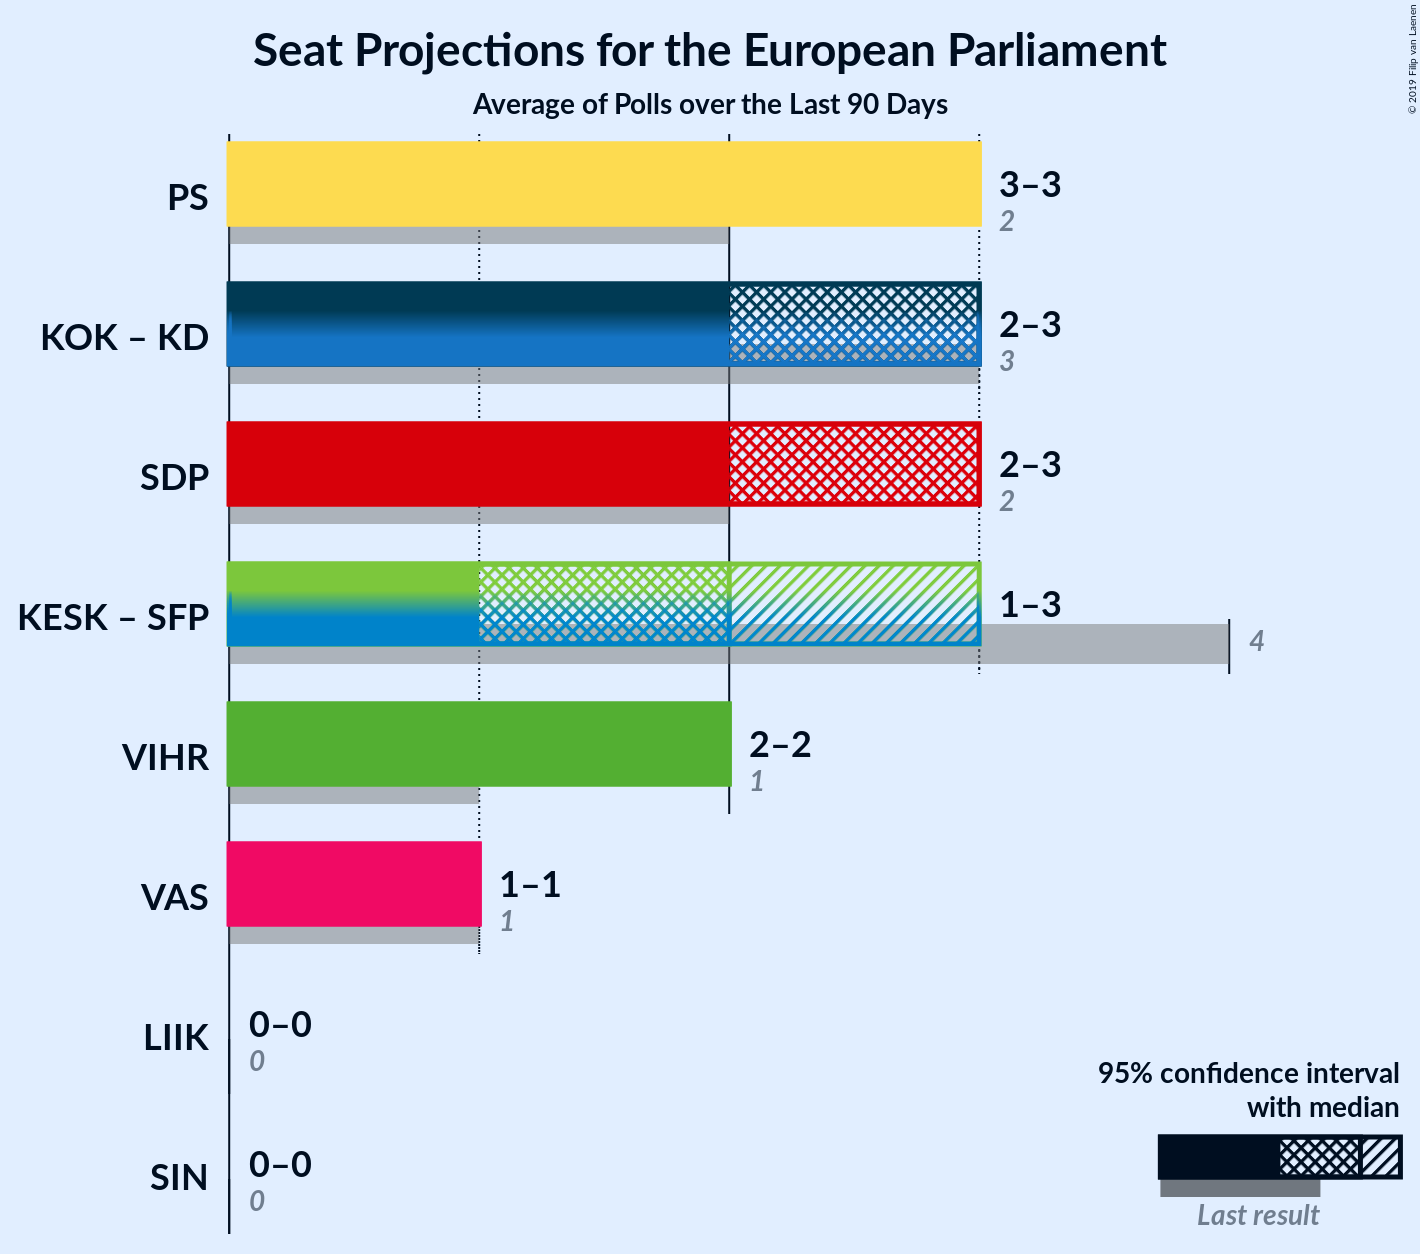 Seat Projections for the European Parliament
Average of Polls over the Last 90 Days
© 2019 Filip van Laenen
PS
3–3
2
KOK – KD
2–3
3
SDP
2–3
2
KESK – SFP
1–3
4
VIHR
2–2
1
VAS
1–1
1
LIIK
0–0
0
SIN
0–0
0
95% confidence interval
with median
Last result